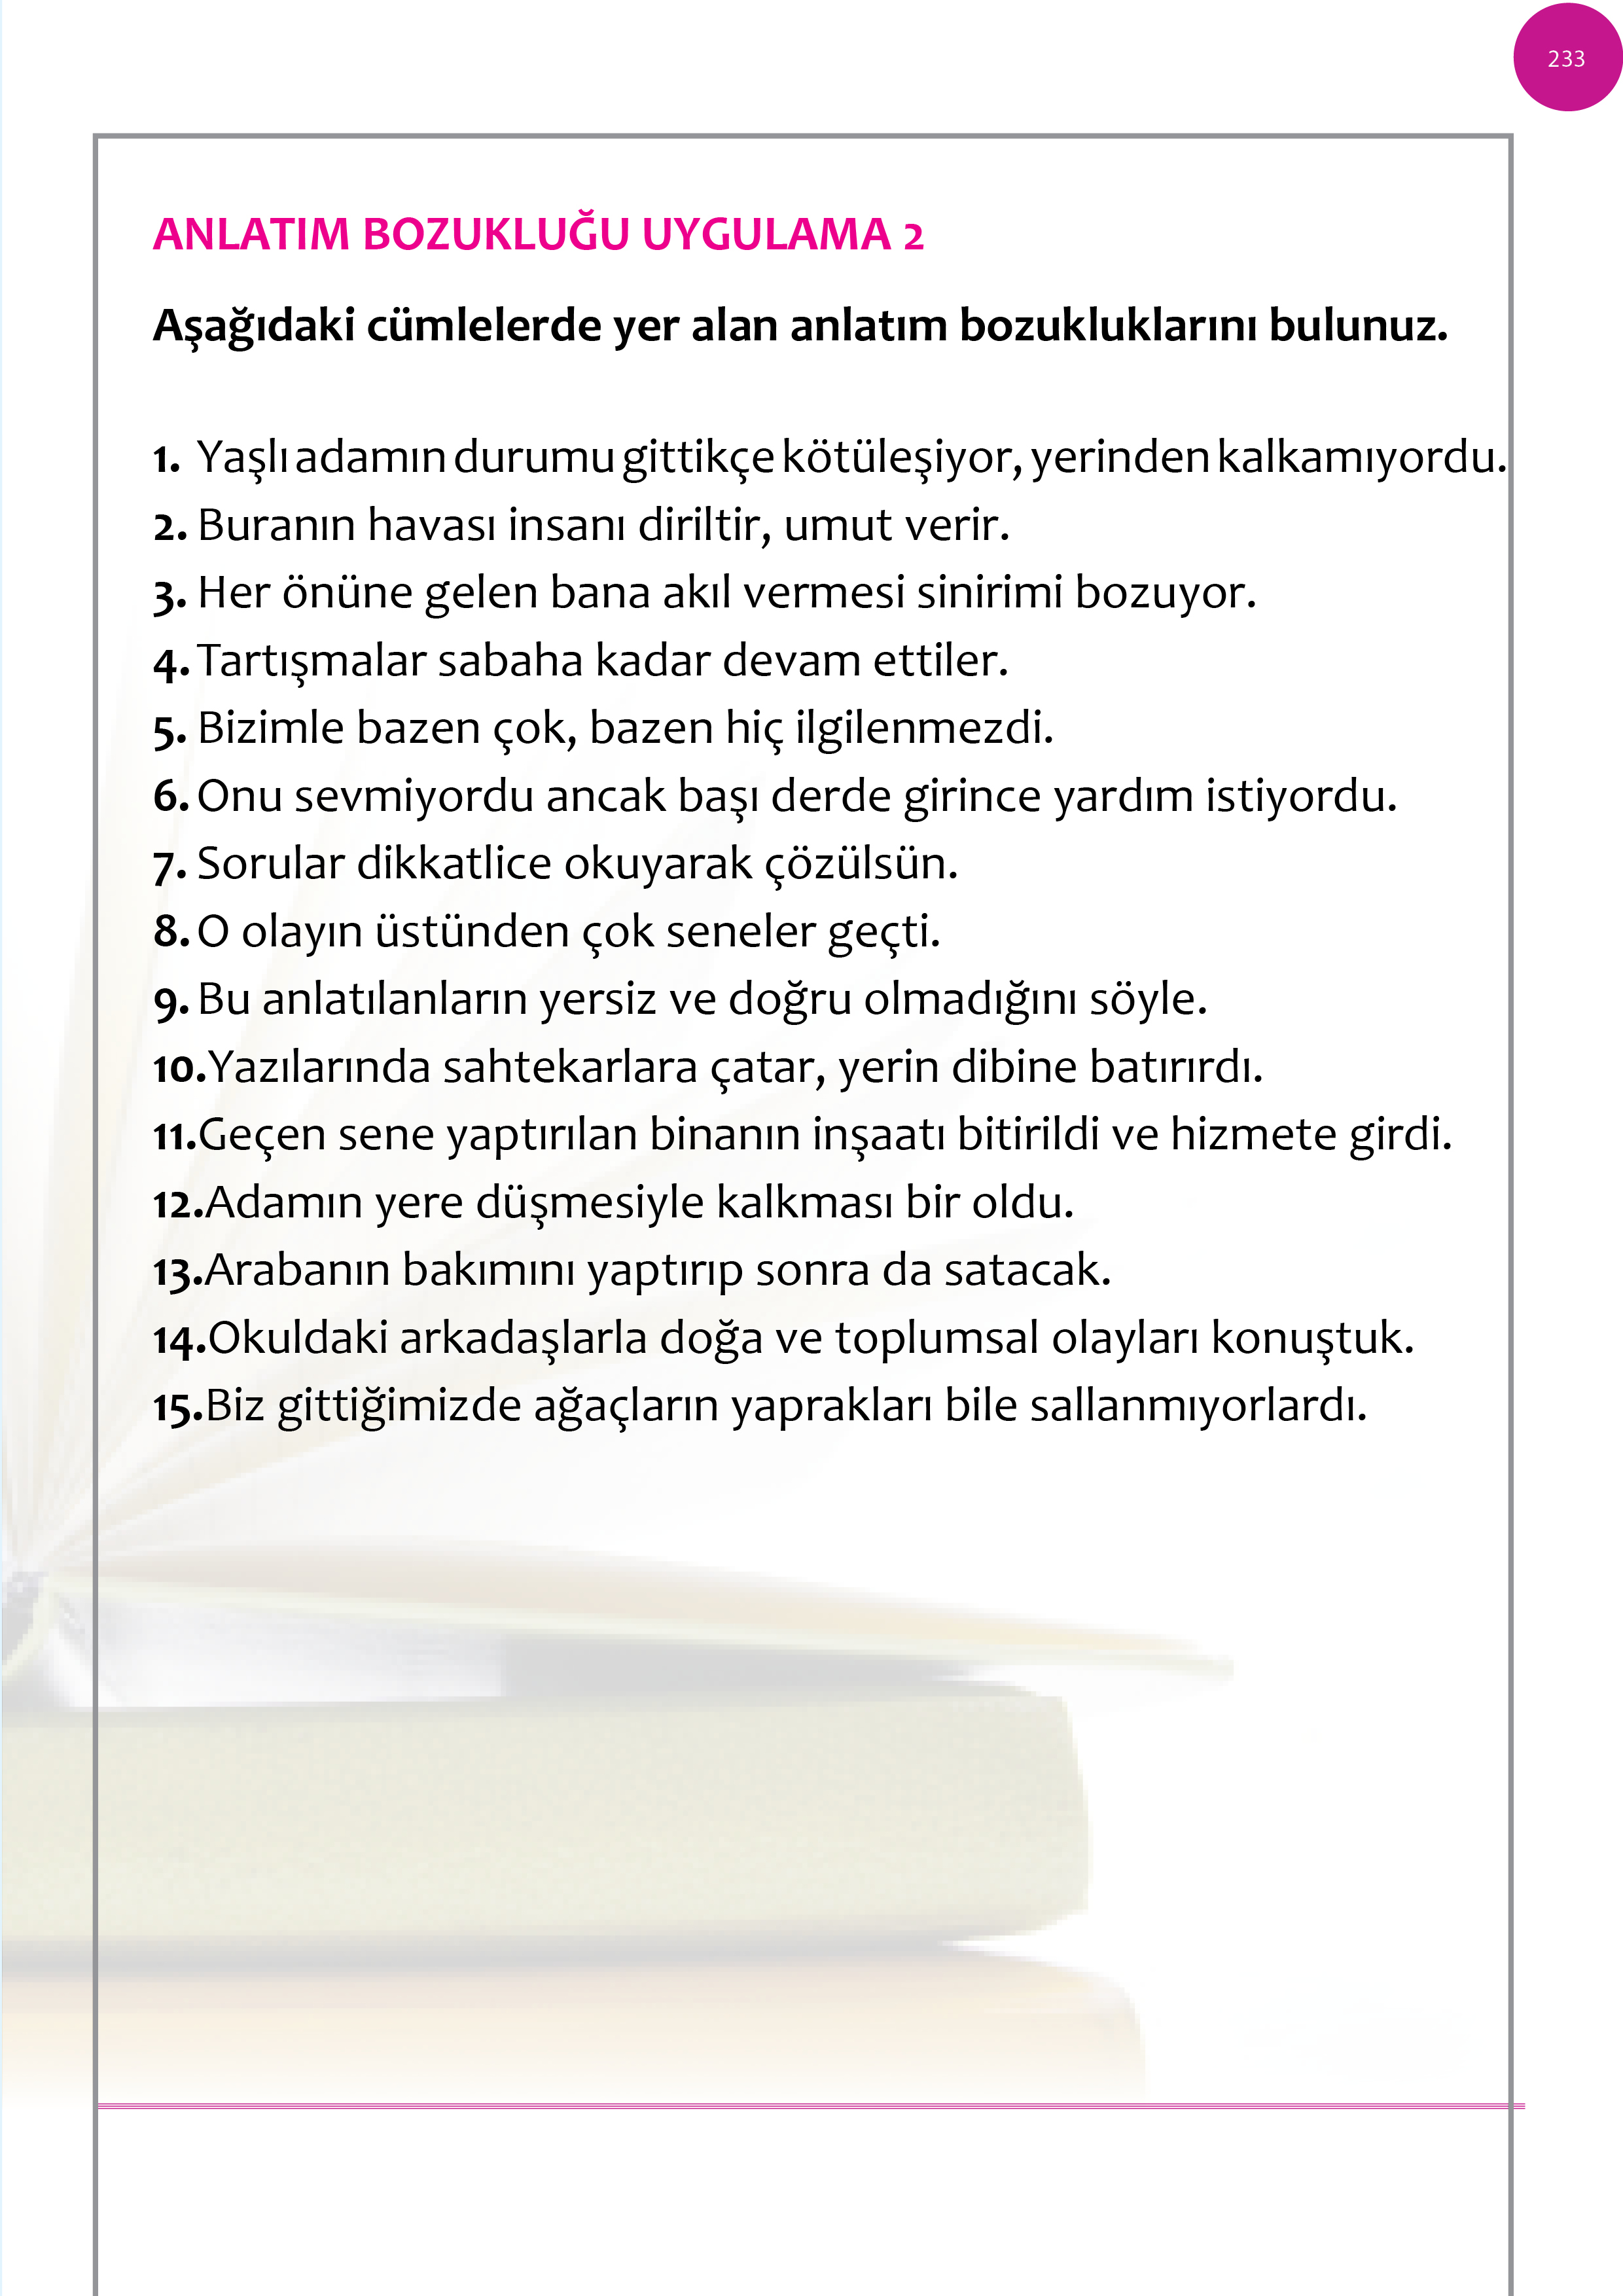 233
ANLATIM BOZUKLUĞU UYGULAMA 2
Aşağıdaki cümlelerde yer alan anlatım bozukluklarını bulunuz.
1. Yaşlı adamın durumu gittikçe kötüleşiyor, yerinden kalkamıyordu.
2. Buranın havası insanı diriltir, umut verir.
3. Her önüne gelen bana akıl vermesi sinirimi bozuyor.
4. Tartışmalar sabaha kadar devam ettiler.
5. Bizimle bazen çok, bazen hiç ilgilenmezdi.
6. Onu sevmiyordu ancak başı derde girince yardım istiyordu.
7. Sorular dikkatlice okuyarak çözülsün.
8. O olayın üstünden çok seneler geçti.
9. Bu anlatılanların yersiz ve doğru olmadığını söyle.
10.Yazılarında sahtekarlara çatar, yerin dibine batırırdı.
11.Geçen sene yaptırılan binanın inşaatı bitirildi ve hizmete girdi.
12.Adamın yere düşmesiyle kalkması bir oldu.
13.Arabanın bakımını yaptırıp sonra da satacak.
14.Okuldaki arkadaşlarla doğa ve toplumsal olayları konuştuk.
15.Biz gittiğimizde ağaçların yaprakları bile sallanmıyorlardı.